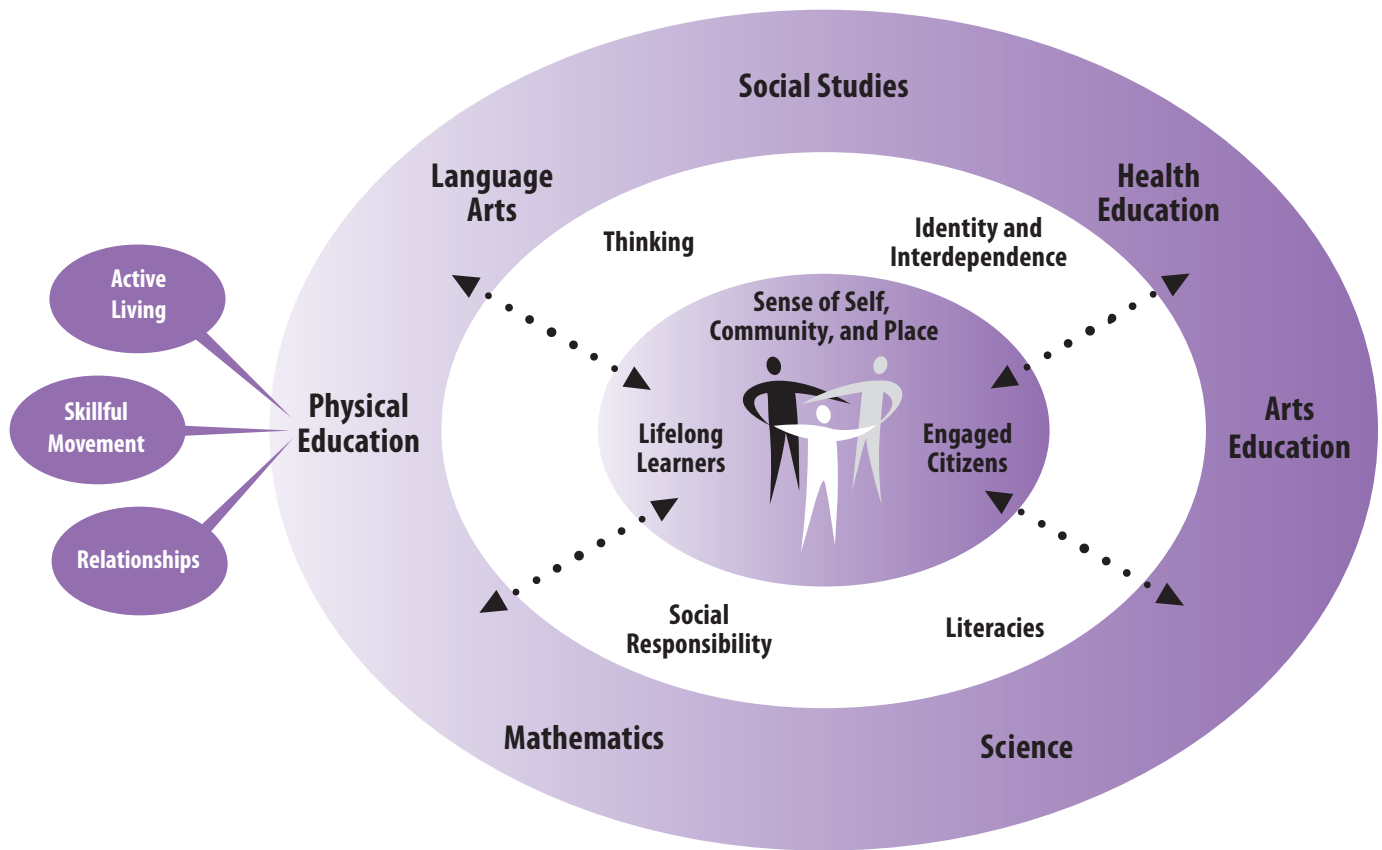 Social Studies
Language
Arts
Health
Education
Thinking
Identity and
Interdependence
Active
Living
Sense of Self,
Community, and Place
Skillful
Movement
Physical
Education
Lifelong
Learners
Engaged
Citizens
Arts
Education
Relationships
Social
Responsibility
Literacies
Mathematics
Science